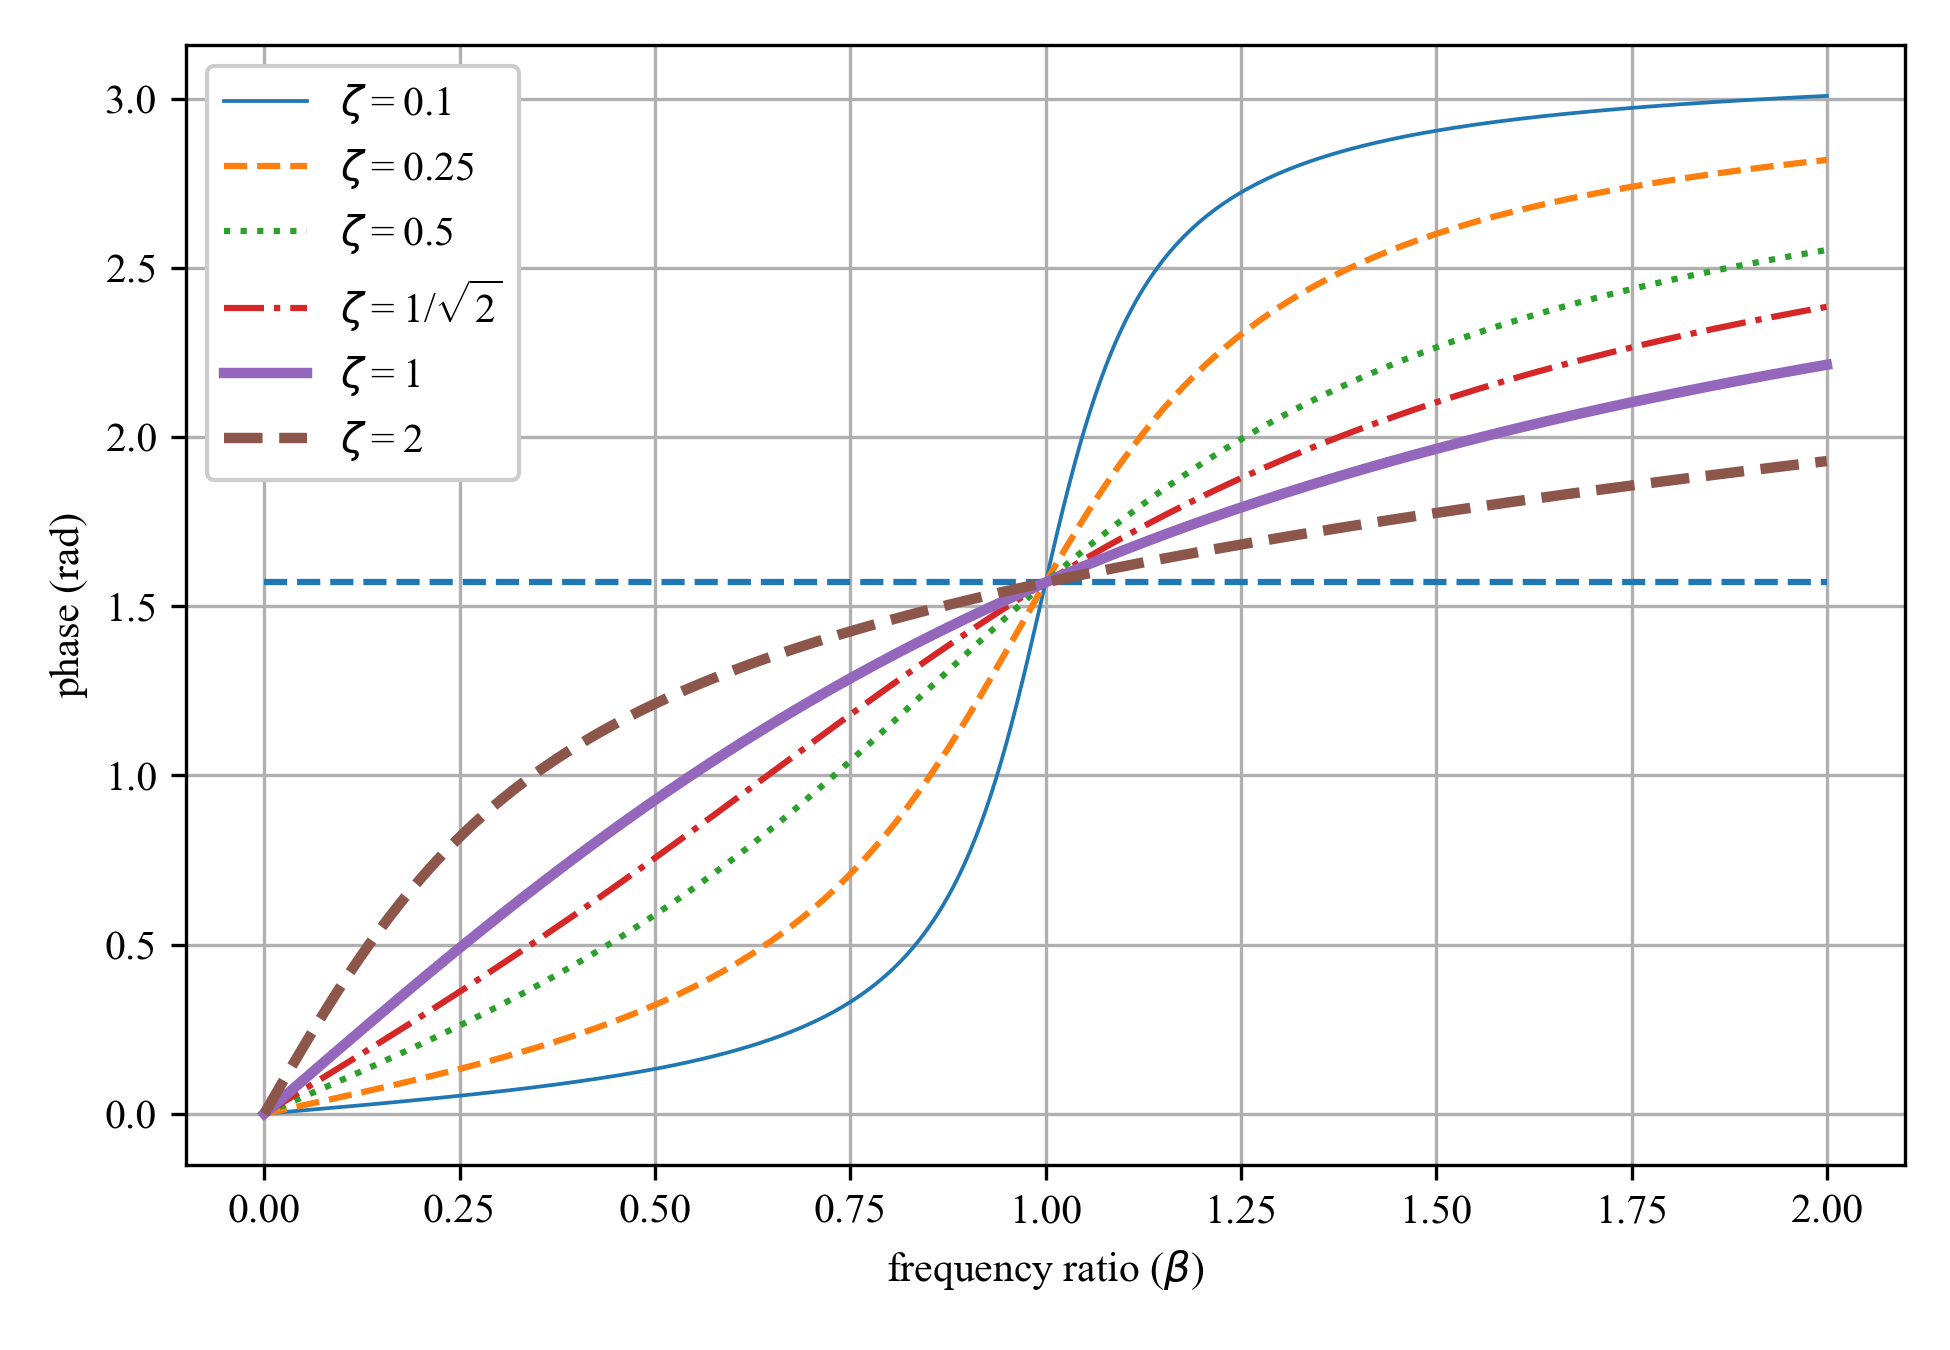 ζ = 0.1
ζ = 0.25
ζ = 0.5
ζ = 1/√2
ζ = 1
ζ = 2
3.0
2.5
2.0
1.5
1.0
0.5
0.0
phase (rad)
0.00 0.25 0.50 0.75 1.00 1.25 1.50 1.75 2.00
frequency ratio (β)